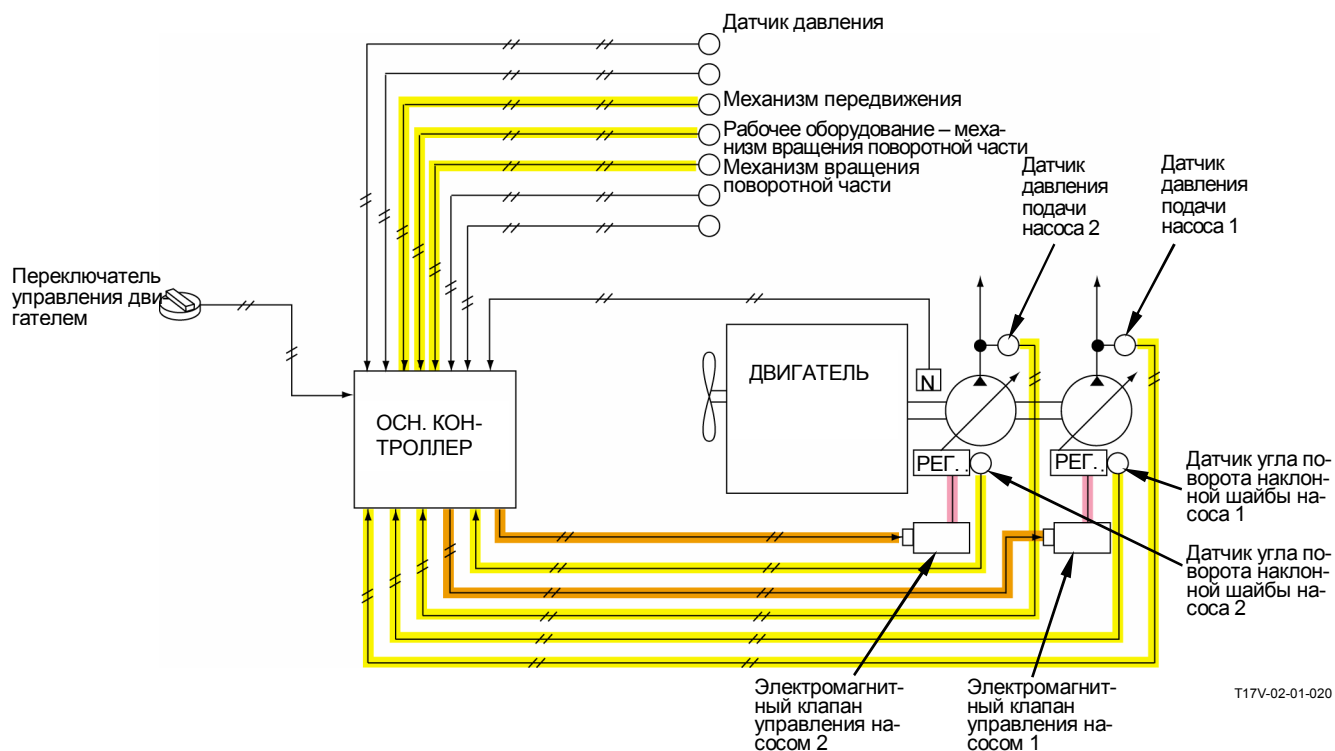 Датчик давления
Механизм передвижения
Рабочее оборудование – меха-
низм вращения поворотной части
Механизм вращения
поворотной части
Датчик
давления
подачи
насоса 2
Датчик
давления
подачи
насоса 1
Переключатель
управления дви-
гателем
ДВИГАТЕЛЬ
N
ОСН. КОН-
ТРОЛЛЕР
РЕГ. .
РЕГ. .
Датчик угла по-
ворота наклон-
ной шайбы на-
соса 1
Датчик угла по-
ворота наклон-
ной шайбы на-
соса 2
Электромагнит-
ный клапан
управления на-
сосом 2
Электромагнит-
ный клапан
управления на-
сосом 1
T17V-02-01-020